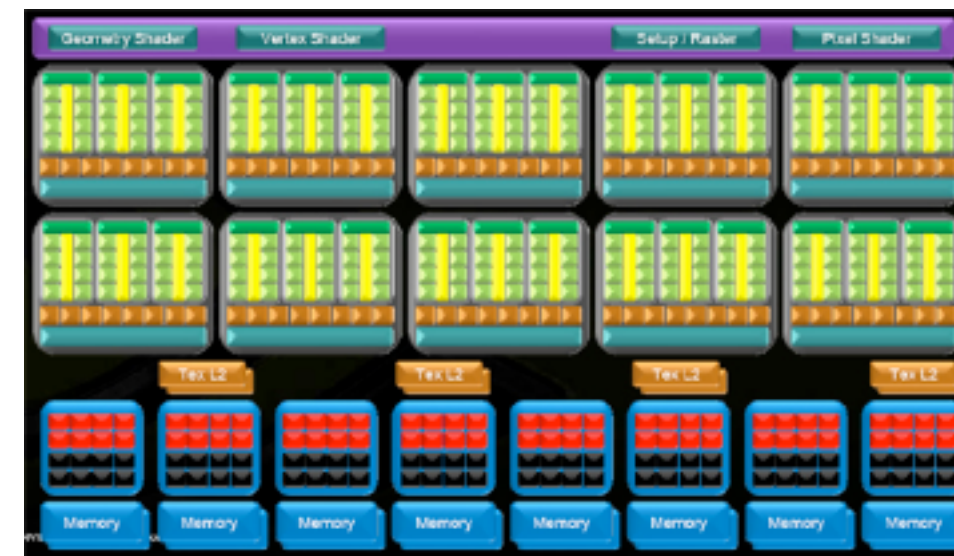 Geometry Shader Vertex Shader Setup / Raster Pixel Shader
Tex L2 Tex L2 Tex L2 Tex L2
Memory Memory Memory Memory Memory Memory Memory Memory